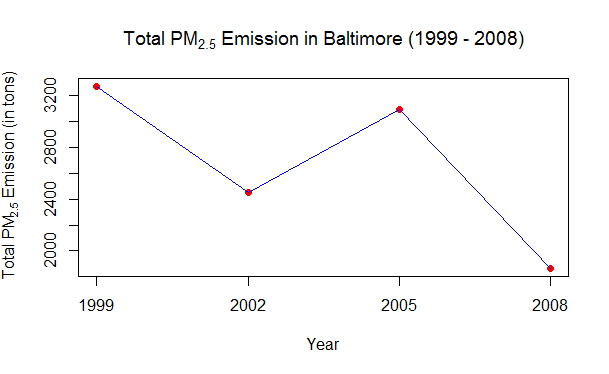 Total PM2.5 Emission in Baltimore (1999 - 2008)
Total PM2.5 Emission (in tons)
3200
2800
2400
2000
1999 2002 2005 2008
Year